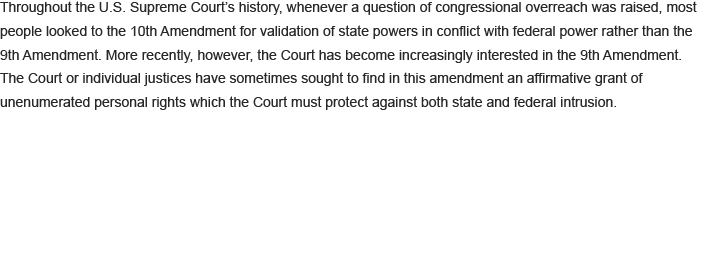 Throughout the U.S. Supreme Court’s history, whenever a question of congressional overreach was raised, most
people looked to the 10th Amendment for validation of state powers in conflict with federal power rather than the
9th Amendment. More recently, however, the Court has become increasingly interested in the 9th Amendment.
The Court or individual justices have sometimes sought to find in this amendment an affirmative grant of
unenumerated personal rights which the Court must protect against both state and federal intrusion.